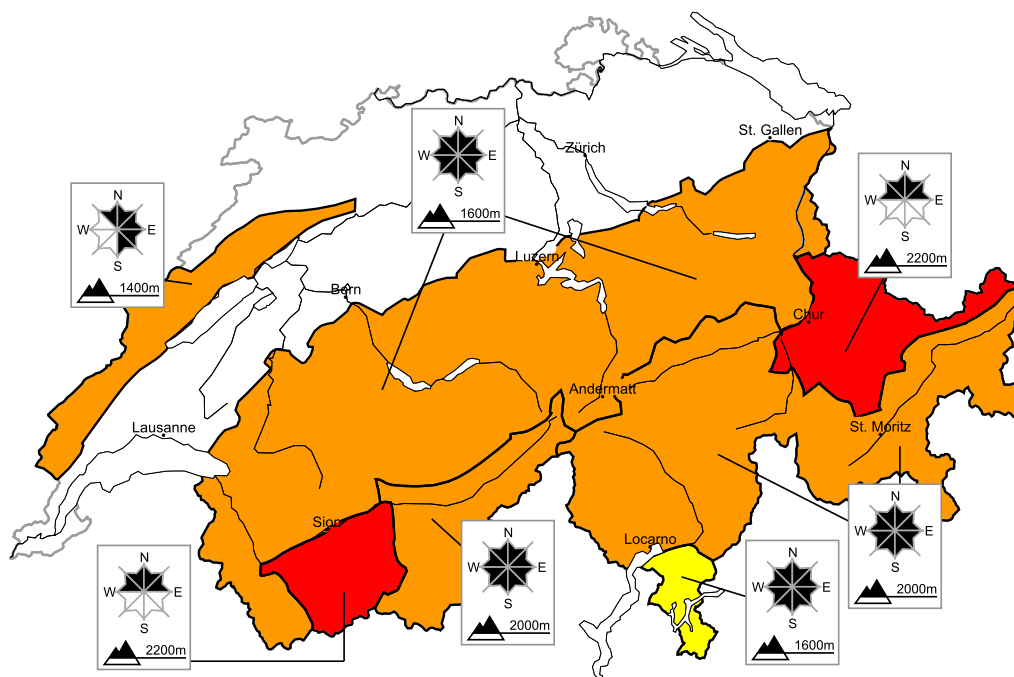 N
W E
S
1600m
St. Gallen
Zürich
N
W E
S
2200m
N
W E
S
1400m
Luzern
Bern
Chur
Andermatt
Lausanne
St. Moritz
N
W E
S
2000m
Sion
N
W E
S
2000m
Locarno
N
W E
S
1600m
N
W E
S
2200m